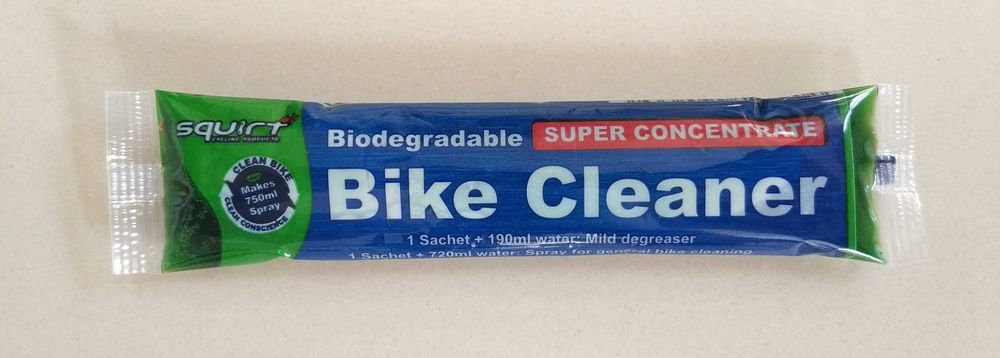 squirt
CYCLING PRODUCTS
CLEAN BIKE
Makes
750ml
Spray
CLEAN CONSCIENCE
Biodegradable SUPER CONCENTRATE
Bike Cleaner
1 Sachet + 190ml water: Mild degreaser
1 Sachet + 720ml water: Spray for general bike cleaning